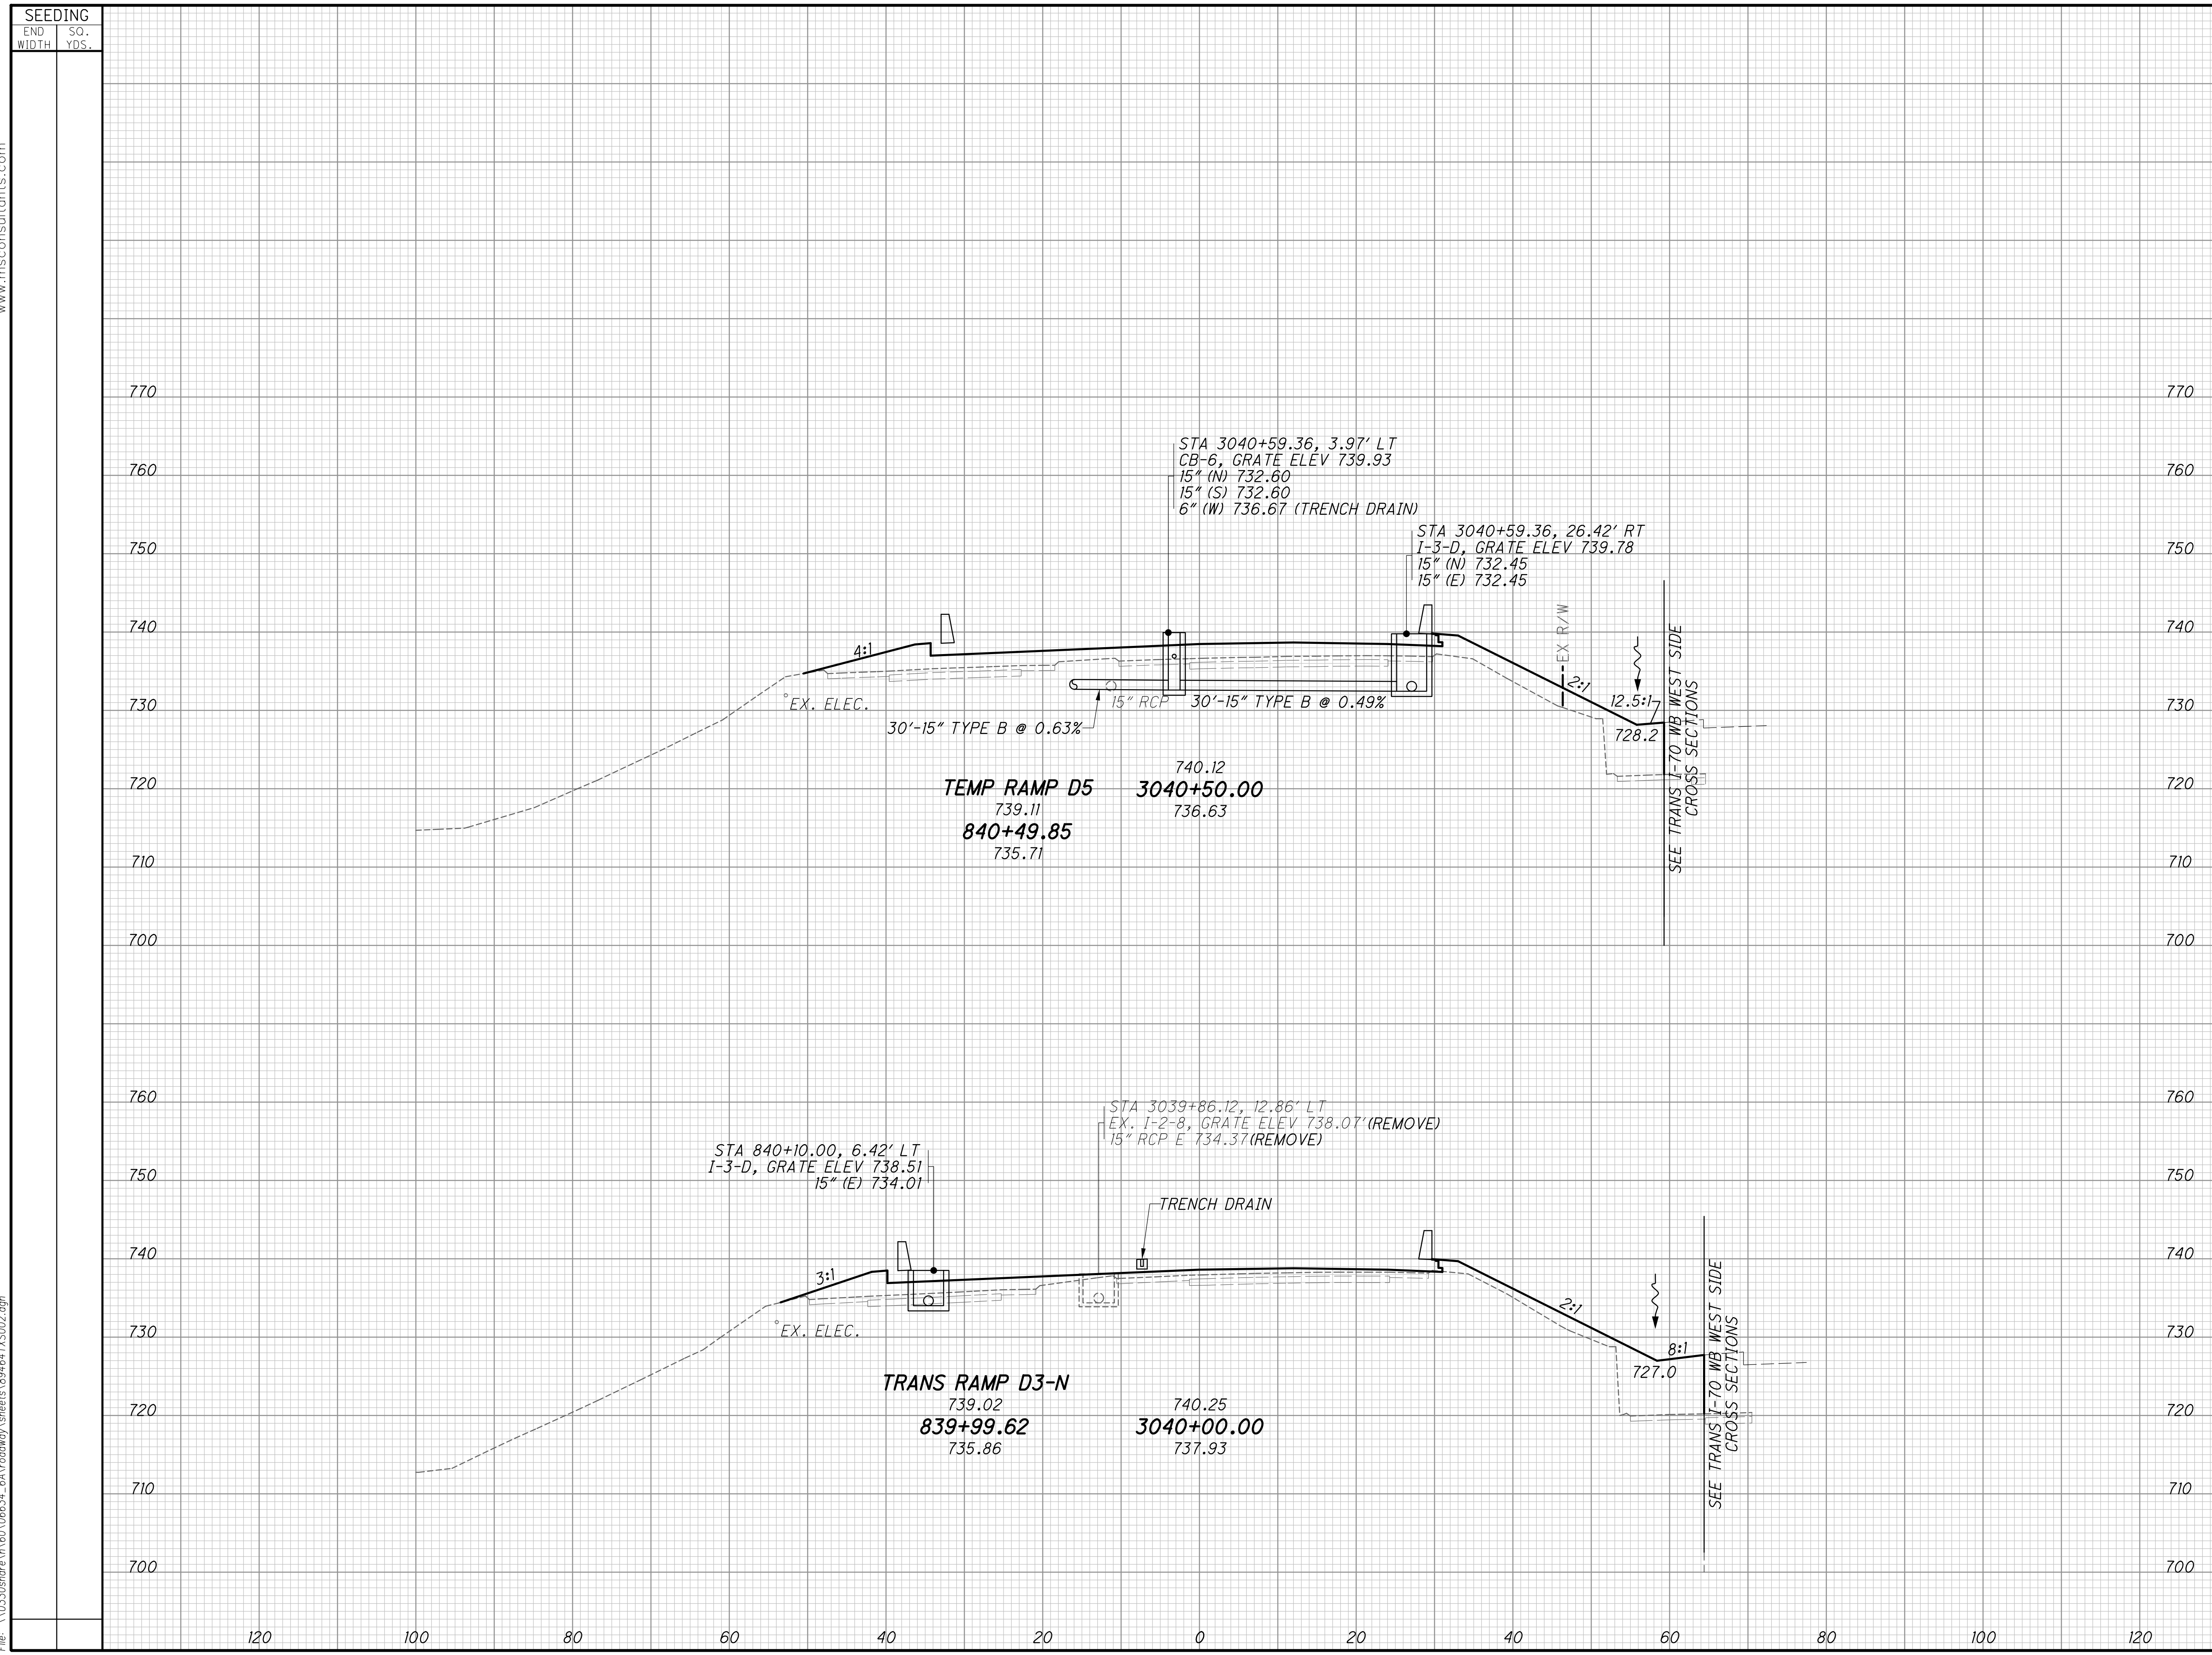 SEEDING
END WIDTH
SQ. YDS.
www.msconsultants.com
770
770
760
760
750
750
740
740
730
730
720
720
710
710
700
700
STA 3040+59.36, 3.97' LT
CB-6, GRATE ELEV 739.93
15" (N) 732.60
15" (S) 732.60
6" (W) 736.67 (TRENCH DRAIN)
STA 3040+59.36, 26.42' RT
I-3-D, GRATE ELEV 739.78
15" (N) 732.45
15" (E) 732.45
4:1
EX. ELEC.
15" RCP
30'-15" TYPE B @ 0.49%
30'-15" TYPE B @ 0.63%
EX R/W
2:1
12.5:1
728.2
SEE TRANS I-70 WB WEST SIDE
CROSS SECTIONS
TEMP RAMP D5
739.11
840+49.85
735.71
740.12
3040+50.00
736.63
760
760
750
750
740
740
730
730
720
720
710
710
700
700
STA 3039+86.12, 12.86' LT
EX. I-2-8, GRATE ELEV 738.07'(REMOVE)
15" RCP E 734.37(REMOVE)
STA 840+10.00, 6.42' LT
I-3-D, GRATE ELEV 738.51
15" (E) 734.01
TRENCH DRAIN
3:1
EX. ELEC.
2:1
8:1
727.0
SEE TRANS I-70 WB WEST SIDE
CROSS SECTIONS
TRANS RAMP D3-N
739.02
839+99.62
735.86
740.25
3040+00.00
737.93
120 100 80 60 40 20 0 20 40 60 80 100 120